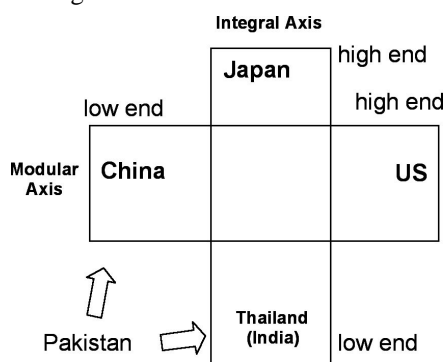 Integral Axis
Japan
high end
low end
high end
Modular
Axis
China
US
Pakistan
Thailand
(India)
low end